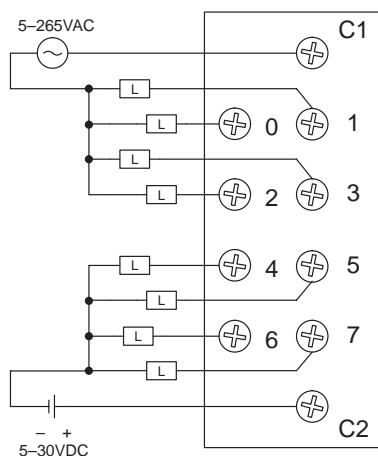 5–265VAC
C1
L
L 0 1
L
L 2 3
L 4 5
L
L 6 7
L
C2
– +
5–30VDC